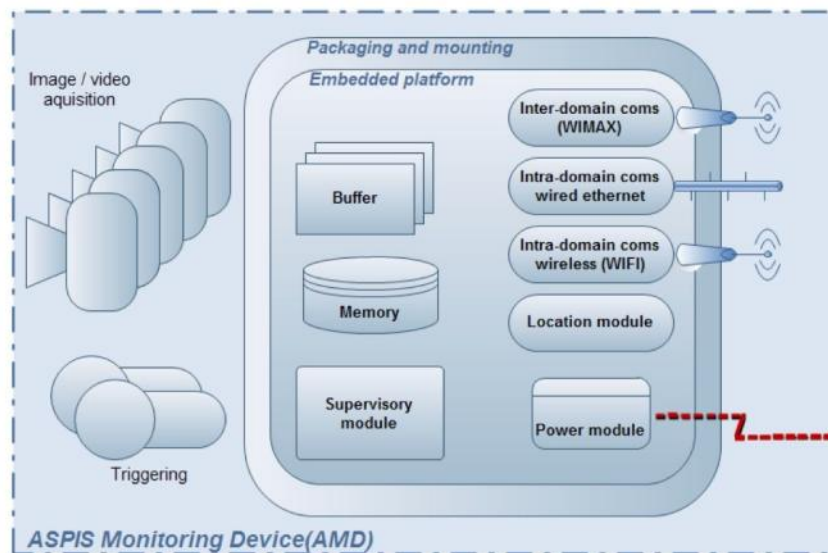 Packaging and mounting
Image / video
aquisition
Embedded platform
Inter-domain coms
(WIMAX)
Buffer
Intra-domain coms
wired ethernet
Intra-domain coms
wireless (WIFI)
Memory
Location module
Supervisory
module
Power module
Triggering
ASPIS Monitoring Device(AMD)